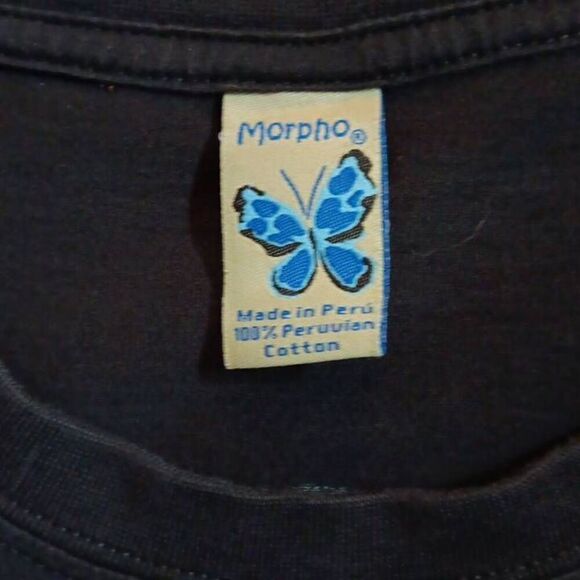 Morpho®
Made in Perú
100% Peruvian
Cotton